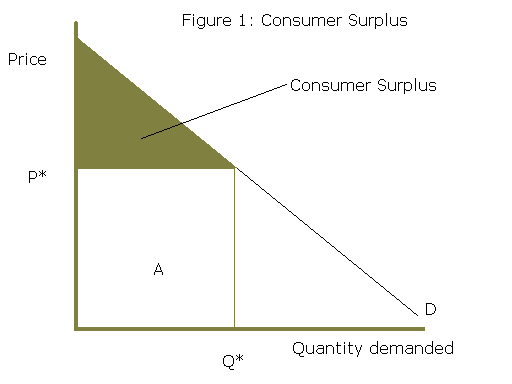 Figure 1: Consumer Surplus
Price
Consumer Surplus
P*
A
D
Quantity demanded
Q*